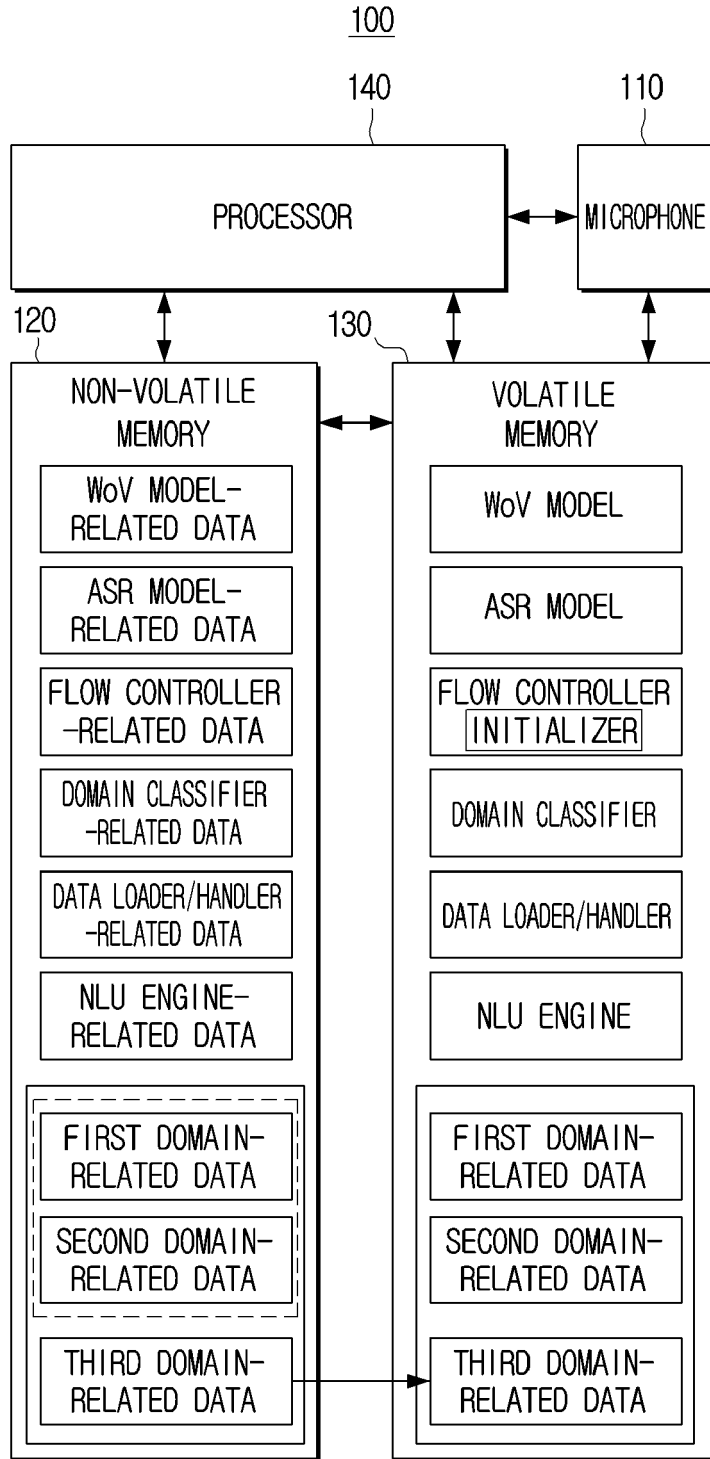 100
140
110
PROCESSOR
MICROPHONE
120
130
NON-VOLATILE
MEMORY
WoV MODEL-
RELATED DATA
ASR MODEL-
RELATED DATA
FLOW CONTROLLER
-RELATED DATA
DOMAIN CLASSIFIER
-RELATED DATA
DATA LOADER/HANDLER
-RELATED DATA
NLU ENGINE-
RELATED DATA
FIRST DOMAIN-
RELATED DATA
SECOND DOMAIN-
RELATED DATA
THIRD DOMAIN-
RELATED DATA
VOLATILE
MEMORY
WoV MODEL
ASR MODEL
FLOW CONTROLLER
INITIALIZER
DOMAIN CLASSIFIER
DATA LOADER/HANDLER
NLU ENGINE
FIRST DOMAIN-
RELATED DATA
SECOND DOMAIN-
RELATED DATA
THIRD DOMAIN-
RELATED DATA